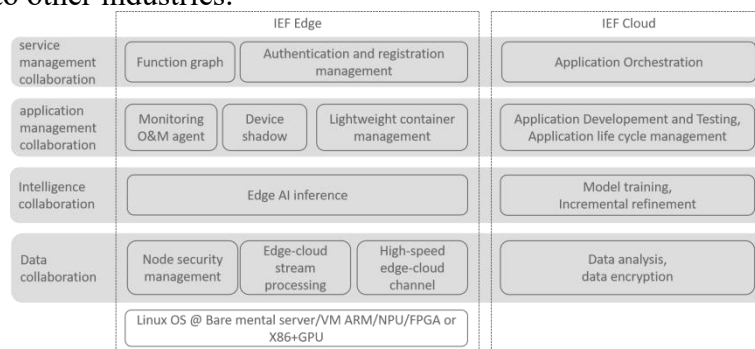 to other industries.
IEF Edge
IEF Cloud
service
management
collaboration
Function graph
Authentication and registration
management
Application Orchestration
application
management
collaboration
Monitoring
O&M agent
Device
shadow
Lightweight container
management
Application Developement and Testing,
Application life cycle management
Intelligence
collaboration
Edge AI inference
Model training,
Incremental refinement
Data
collaboration
Node security
management
Edge-cloud
stream
processing
High-speed
edge-cloud
channel
Data analysis,
data encryption
Linux OS @ Bare mental server/VM ARM/NPU/FPGA or
X86+GPU